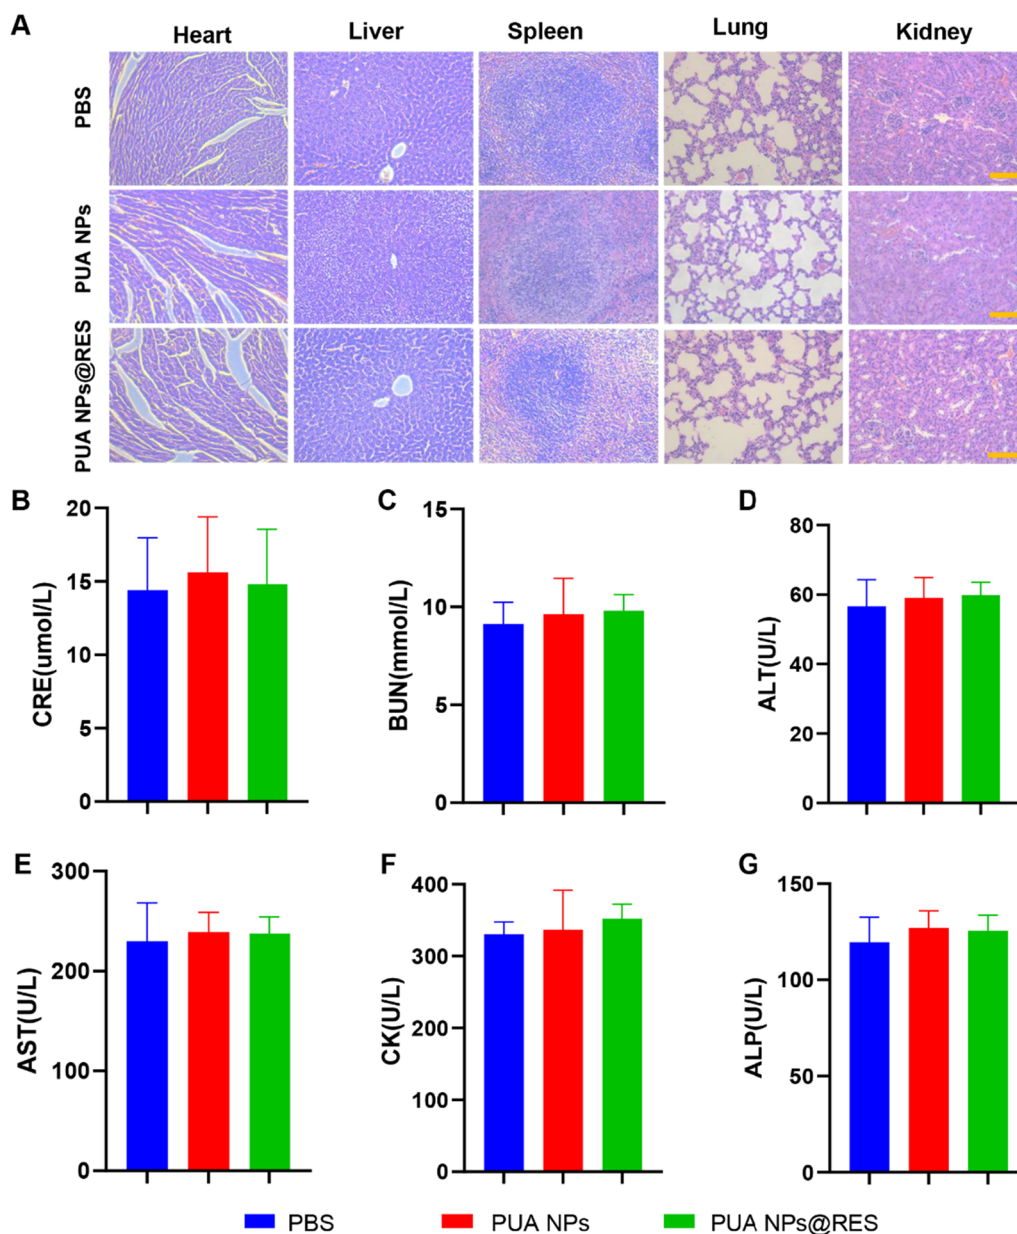 A
Heart Liver Spleen Lung Kidney
PBS
PUA NPs
PUA NPs@RES
B
CRE(umol/L)
20
15
10
5
0
C
BUN(mmol/L)
15
10
5
0
D
ALT(U/L)
80
60
40
20
0
E
AST(U/L)
300
200
100
0
F
CK(U/L)
400
300
200
100
0
G
ALP(U/L)
150
100
50
0
PBS PUA NPs PUA NPs@RES